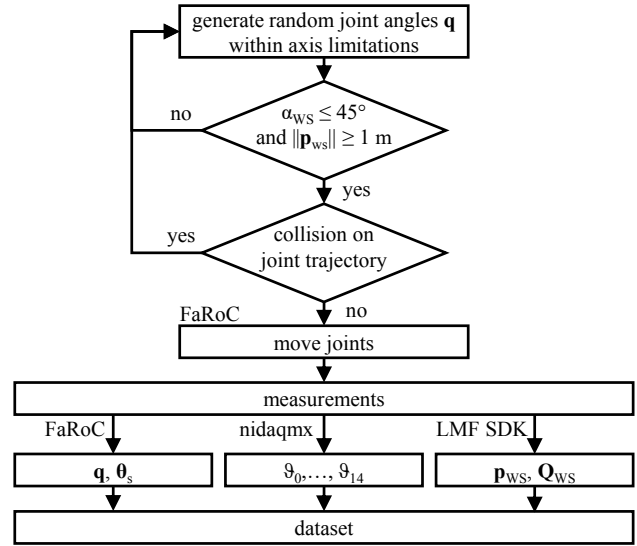 generate random joint angles q
within axis limitations
α_WS ≤ 45°
and ||p_ws|| ≥ 1 m
no
yes
collision on
joint trajectory
yes
no
FaRoC
move joints
measurements
FaRoC
nidaqmx
LMF SDK
q, θ_s
ϑ_0,…, ϑ_14
p_WS, Q_WS
dataset